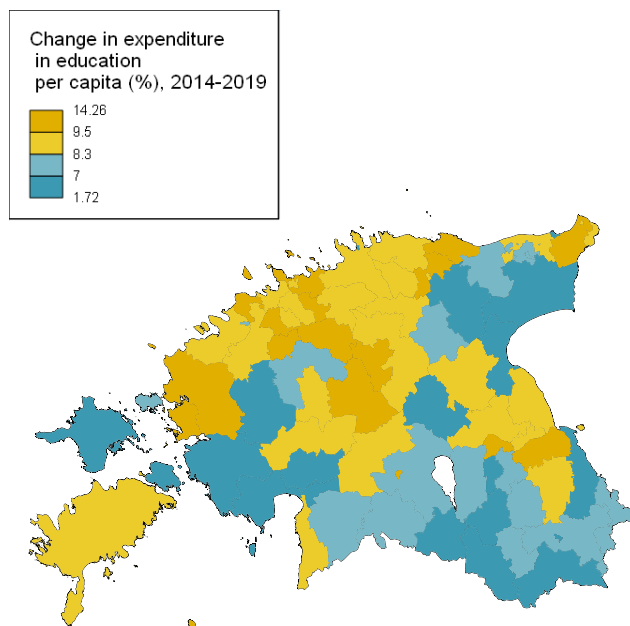 Change in expenditure
in education
per capita (%), 2014-2019
14.26
9.5
8.3
7
1.72